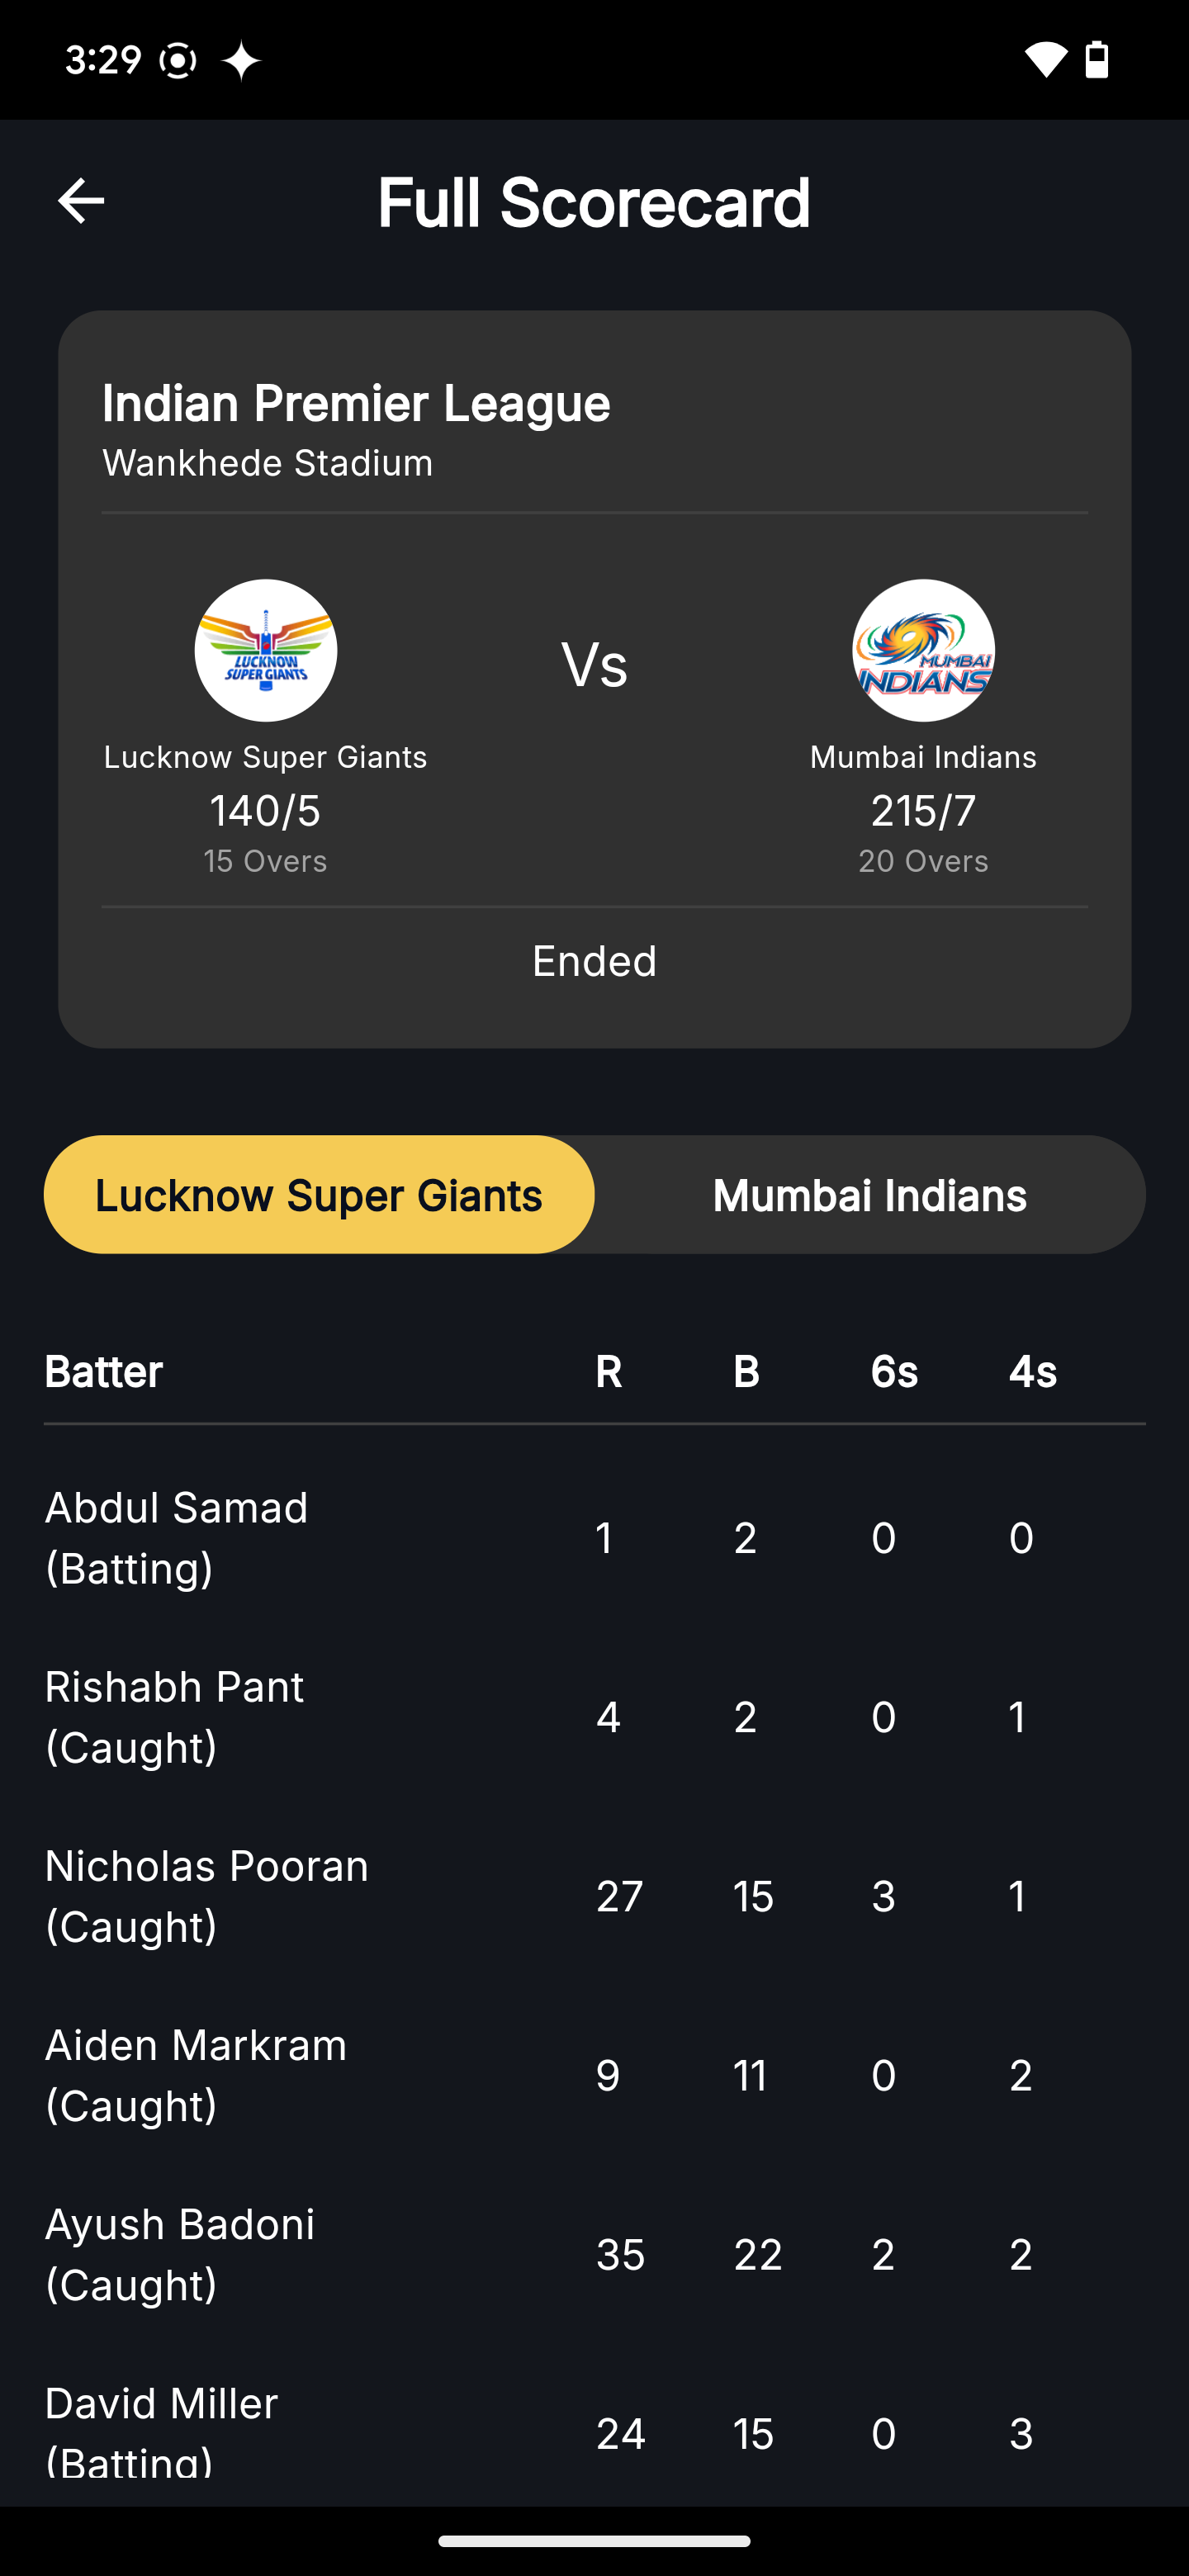 3:29
Full Scorecard
Indian Premier League
Wankhede Stadium
LUCKNOW
SUPER GIANTS
Vs
MUMBAI
INDIANS
Lucknow Super Giants
Mumbai Indians
140/5
215/7
15 Overs
20 Overs
Ended
Lucknow Super Giants
Mumbai Indians
Batter R B 6s 4s
Abdul Samad
(Batting)
1 2 0 0
Rishabh Pant
(Caught)
4 2 0 1
Nicholas Pooran
(Caught)
27 15 3 1
Aiden Markram
(Caught)
9 11 0 2
Ayush Badoni
(Caught)
35 22 2 2
David Miller
(Batting)
24 15 0 3